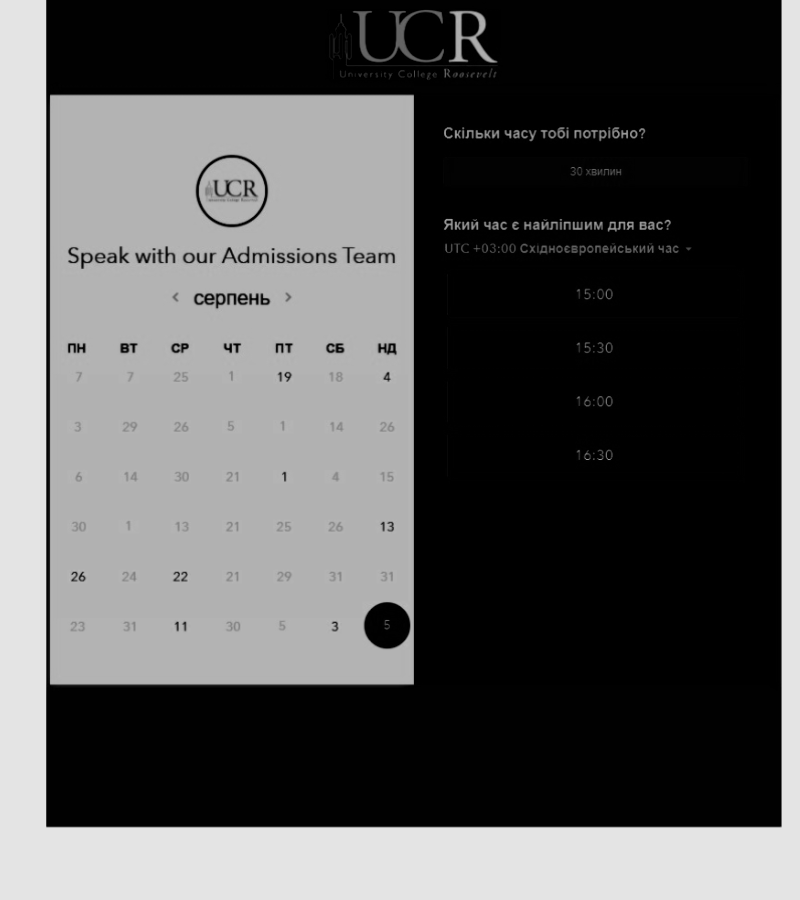 UCR
University College Roosevelt
UCR
Speak with our Admissions Team
< серпень >
ПН ВТ СР ЧТ ПТ СБ НД
7 7 25 1 19 18 4
3 29 26 5 1 14 26
6 14 30 21 1 4 15
30 1 13 21 25 26 13
26 24 22 21 29 31 31
23 31 11 30 5 3 5
Скільки часу тобі потрібно?
30 хвилин
Який час є найліпшим для вас?
UTC +03:00 Східноєвропейський час
15:00
15:30
16:00
16:30